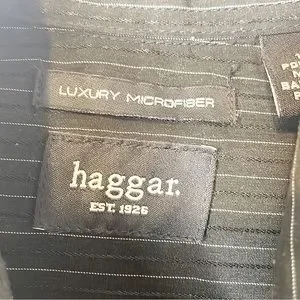 LUXURY MICROFIBER
haggar.
EST. 1926